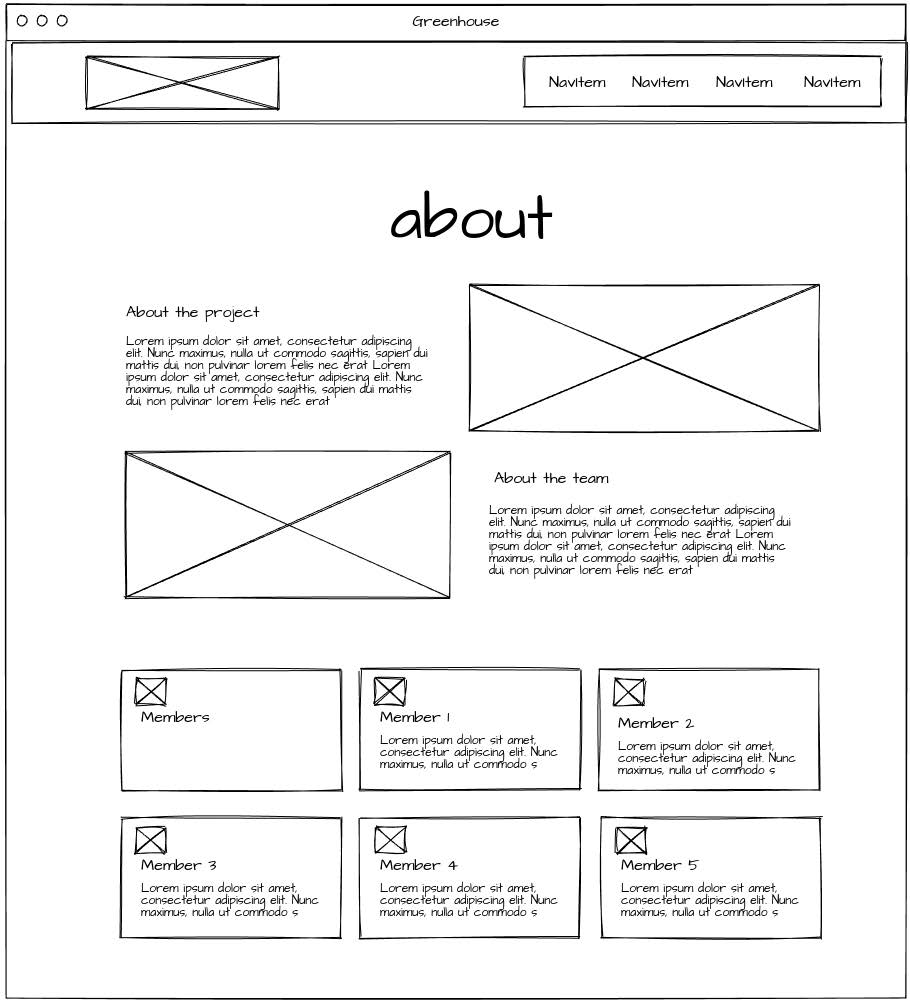 Greenhouse
NavItem NavItem NavItem NavItem
about
About the project
Lorem ipsum dolor sit amet, consectetur adipiscing
elit. Nunc maximus, nulla ut commodo sagittis, sapien dui
mattis dui, non pulvinar lorem felis nec erat Lorem
ipsum dolor sit amet, consectetur adipiscing elit. Nunc
maximus, nulla ut commodo sagittis, sapien dui mattis
dui, non pulvinar lorem felis nec erat
About the team
Lorem ipsum dolor sit amet, consectetur adipiscing
elit. Nunc maximus, nulla ut commodo sagittis, sapien dui
mattis dui, non pulvinar lorem felis nec erat Lorem
ipsum dolor sit amet, consectetur adipiscing elit. Nunc
maximus, nulla ut commodo sagittis, sapien dui mattis
dui, non pulvinar lorem felis nec erat
Members
Member 1
Lorem ipsum dolor sit amet,
consectetur adipiscing elit. Nunc
maximus, nulla ut commodo s
Member 2
Lorem ipsum dolor sit amet,
consectetur adipiscing elit. Nunc
maximus, nulla ut commodo s
Member 3
Lorem ipsum dolor sit amet,
consectetur adipiscing elit. Nunc
maximus, nulla ut commodo s
Member 4
Lorem ipsum dolor sit amet,
consectetur adipiscing elit. Nunc
maximus, nulla ut commodo s
Member 5
Lorem ipsum dolor sit amet,
consectetur adipiscing elit. Nunc
maximus, nulla ut commodo s